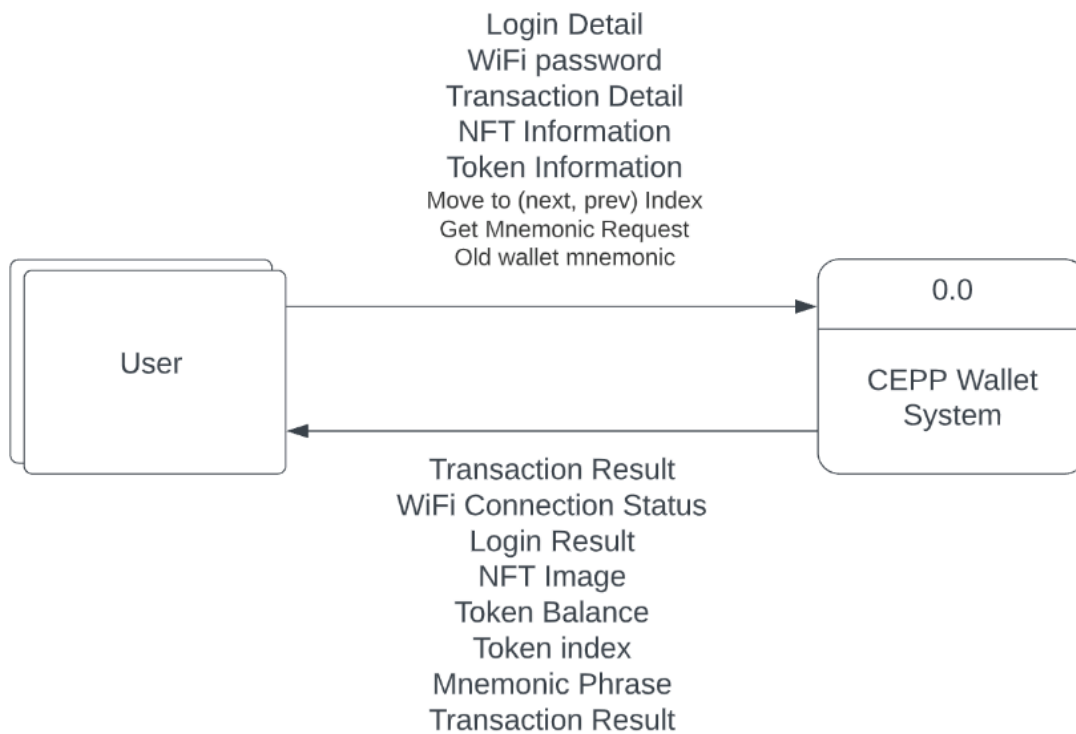 Login Detail
WiFi password
Transaction Detail
NFT Information
Token Information
Move to (next, prev) Index
Get Mnemonic Request
Old wallet mnemonic
User
0.0
CEPP Wallet
System
Transaction Result
WiFi Connection Status
Login Result
NFT Image
Token Balance
Token index
Mnemonic Phrase
Transaction Result